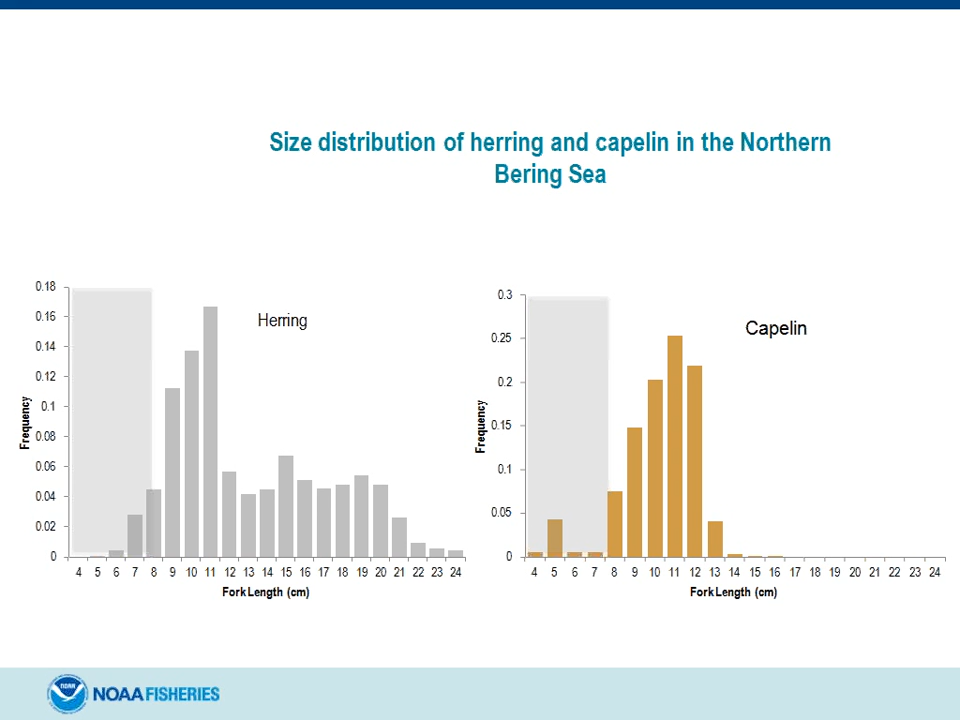 Size distribution of herring and capelin in the Northern
Bering Sea
Herring
Frequency
0.18
0.16
0.14
0.12
0.1
0.08
0.06
0.04
0.02
0
4 5 6 7 8 9 10 11 12 13 14 15 16 17 18 19 20 21 22 23 24
Fork Length (cm)
Capelin
Frequency
0.3
0.25
0.2
0.15
0.1
0.05
0
4 5 6 7 8 9 10 11 12 13 14 15 16 17 18 19 20 21 22 23 24
Fork Length (cm)
NOAA
NOAA FISHERIES